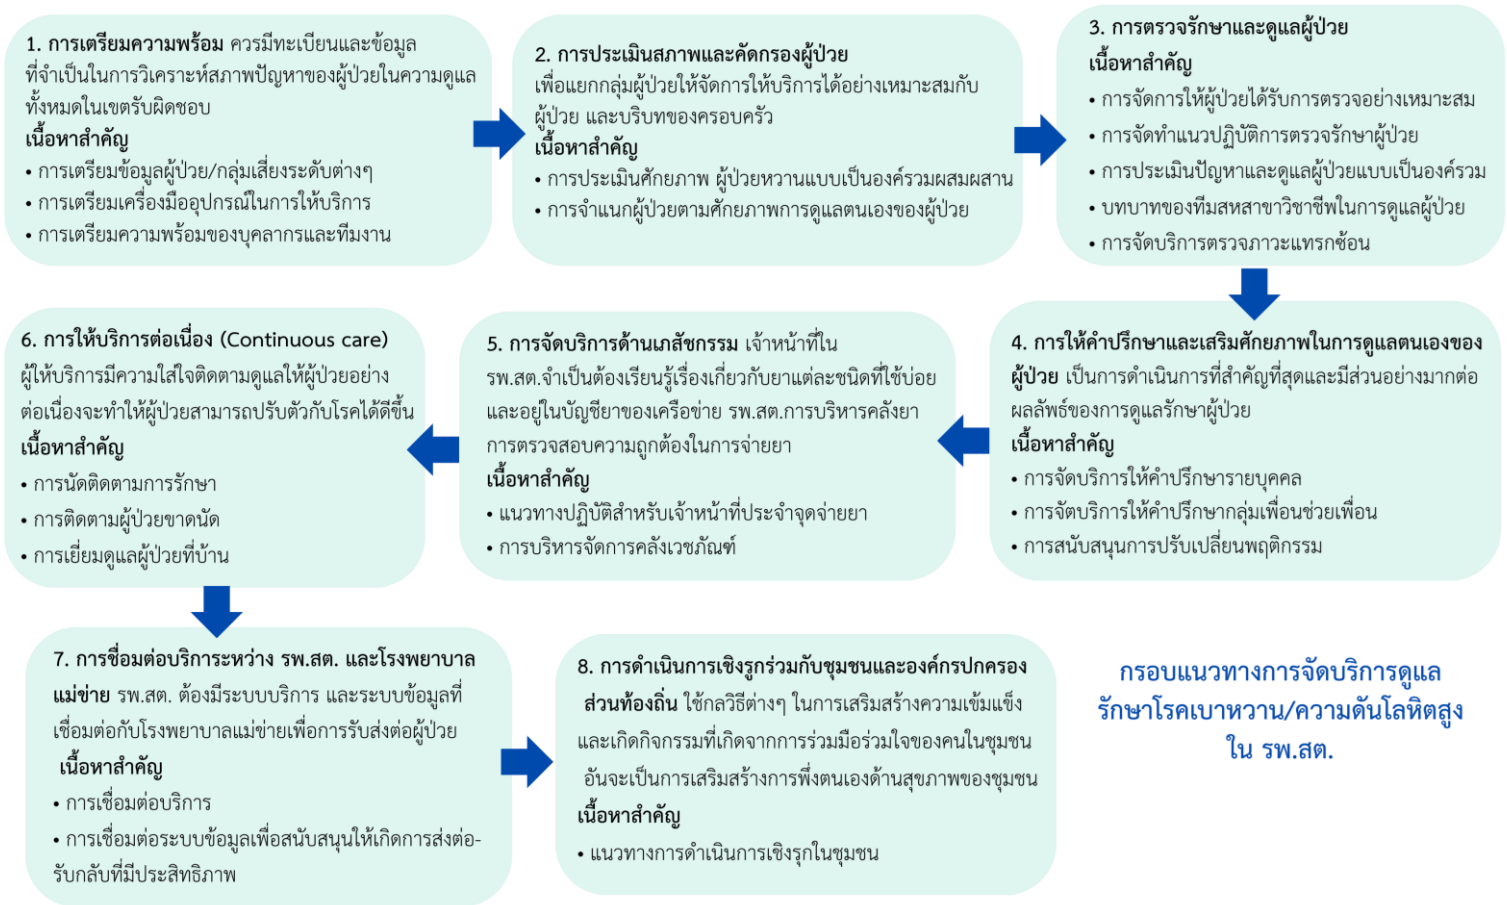 1. การเตรียมความพร้อม ควรมีทะเบียนและข้อมูล
ที่จำเป็นในการวิเคราะห์สภาพปัญหาของผู้ป่วยในความดูแล
ทั้งหมดในเขตรับผิดชอบ
เนื้อหาสำคัญ
• การเตรียมข้อมูลผู้ป่วย/กลุ่มเสี่ยงระดับต่างๆ
• การเตรียมเครื่องมืออุปกรณ์ในการให้บริการ
• การเตรียมความพร้อมของบุคลากรและทีมงาน
2. การประเมินสภาพและคัดกรองผู้ป่วย
เพื่อแยกกลุ่มผู้ป่วยให้จัดการให้บริการได้อย่างเหมาะสมกับ
ผู้ป่วย และบริบทของครอบครัว
เนื้อหาสำคัญ
• การประเมินศักยภาพ ผู้ป่วยหวานแบบเป็นองค์รวมผสมผสาน
• การจำแนกผู้ป่วยตามศักยภาพการดูแลตนเองของผู้ป่วย
3. การตรวจรักษาและดูแลผู้ป่วย
เนื้อหาสำคัญ
• การจัดการให้ผู้ป่วยได้รับการตรวจอย่างเหมาะสม
• การจัดทำแนวปฏิบัติการตรวจรักษาผู้ป่วย
• การประเมินปัญหาและดูแลผู้ป่วยแบบเป็นองค์รวม
• บทบาทของทีมสหสาขาวิชาชีพในการดูแลผู้ป่วย
• การจัดบริการตรวจภาวะแทรกซ้อน
4. การให้คำปรึกษาและเสริมศักยภาพในการดูแลตนเองของ
ผู้ป่วย เป็นการดำเนินการที่สำคัญที่สุดและมีส่วนอย่างมากต่อ
ผลลัพธ์ของการดูแลรักษาผู้ป่วย
เนื้อหาสำคัญ
• การจัดบริการให้คำปรึกษารายบุคคล
• การจัตบริการให้คำปรึกษากลุ่มเพื่อนช่วยเพื่อน
• การสนับสนุนการปรับเปลี่ยนพฤติกรรม
5. การจัดบริการด้านเภสัชกรรม เจ้าหน้าที่ใน
รพ.สต.จำเป็นต้องเรียนรู้เรื่องเกี่ยวกับยาแต่ละชนิดที่ใช้บ่อย
และอยู่ในบัญชียาของเครือข่าย รพ.สต.การบริหารคลังยา
การตรวจสอบความถูกต้องในการจ่ายยา
เนื้อหาสำคัญ
• แนวทางปฏิบัติสำหรับเจ้าหน้าที่ประจำจุดจ่ายยา
• การบริหารจัดการคลังเวชภัณฑ์
6. การให้บริการต่อเนื่อง (Continuous care)
ผู้ให้บริการมีความใส่ใจติดตามดูแลให้ผู้ป่วยอย่าง
ต่อเนื่องจะทำให้ผู้ป่วยสามารถปรับตัวกับโรคได้ดีขึ้น
เนื้อหาสำคัญ
• การนัดติดตามการรักษา
• การติดตามผู้ป่วยขาดนัด
• การเยี่ยมดูแลผู้ป่วยที่บ้าน
7. การชื่อมต่อบริการะหว่าง รพ.สต. และโรงพยาบาล
แม่ข่าย รพ.สต. ต้องมีระบบบริการ และระบบข้อมูลที่
เชื่อมต่อกับโรงพยาบาลแม่ข่ายเพื่อการรับส่งต่อผู้ป่วย
เนื้อหาสำคัญ
• การเชื่อมต่อบริการ
• การเชื่อมต่อระบบข้อมูลเพื่อสนับสนุนให้เกิดการส่งต่อ-
รับกลับที่มีประสิทธิภาพ
8. การดำเนินการเชิงรูกร่วมกับชุมชนและองค์กรปกครอง
ส่วนท้องถิ่น ใช้กลวิธีต่างๆ ในการเสริมสร้างความเข้มแข็ง
และเกิดกิจกรรมที่เกิดจากการร่วมมือร่วมใจของคนในชุมชน
อันจะเป็นการเสริมสร้างการพึ่งตนเองด้านสุขภาพของชุมชน
เนื้อหาสำคัญ
• แนวทางการดำเนินการเชิงรุกในชุมชน
กรอบแนวทางการจัดบริการดูแล
รักษาโรคเบาหวาน/ความดันโลหิตสูง
ใน รพ.สต.